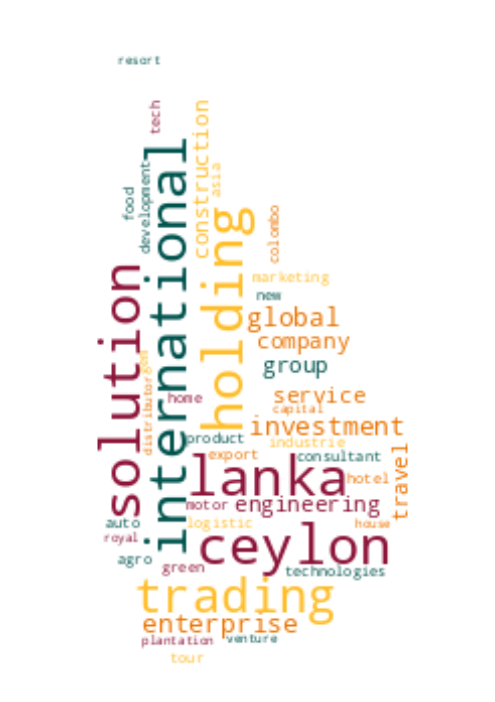 resort
tech
construction
asia
food
development
international
holding
colombo
solution
marketing
new
global
company
gen
distributor
group
home
service
capital
investment
product
industrie
export
consultant
travel
lanka
hotel
motor
engineering
auto
logistic
house
royal
ceylon
agro
green
technologies
trading
enterprise
plantation
venture
tour